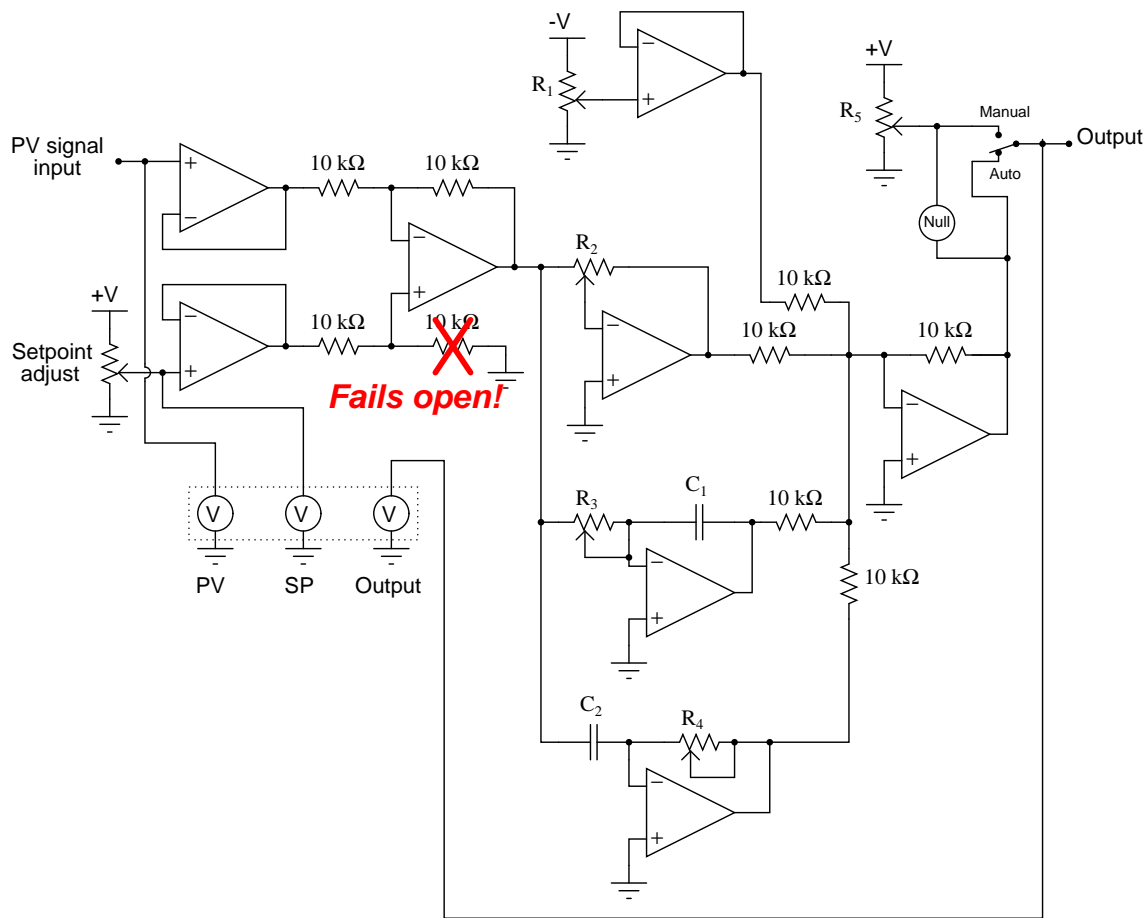 -V
R1
+V
R5
Manual
Output
Auto
Null
PV signal
input
10 kΩ
10 kΩ
R2
10 kΩ
10 kΩ
10 kΩ
+V
Setpoint
adjust
10 kΩ
10 kΩ
Fails open!
R3
C1
10 kΩ
10 kΩ
V
V
V
PV
SP
Output
C2
R4